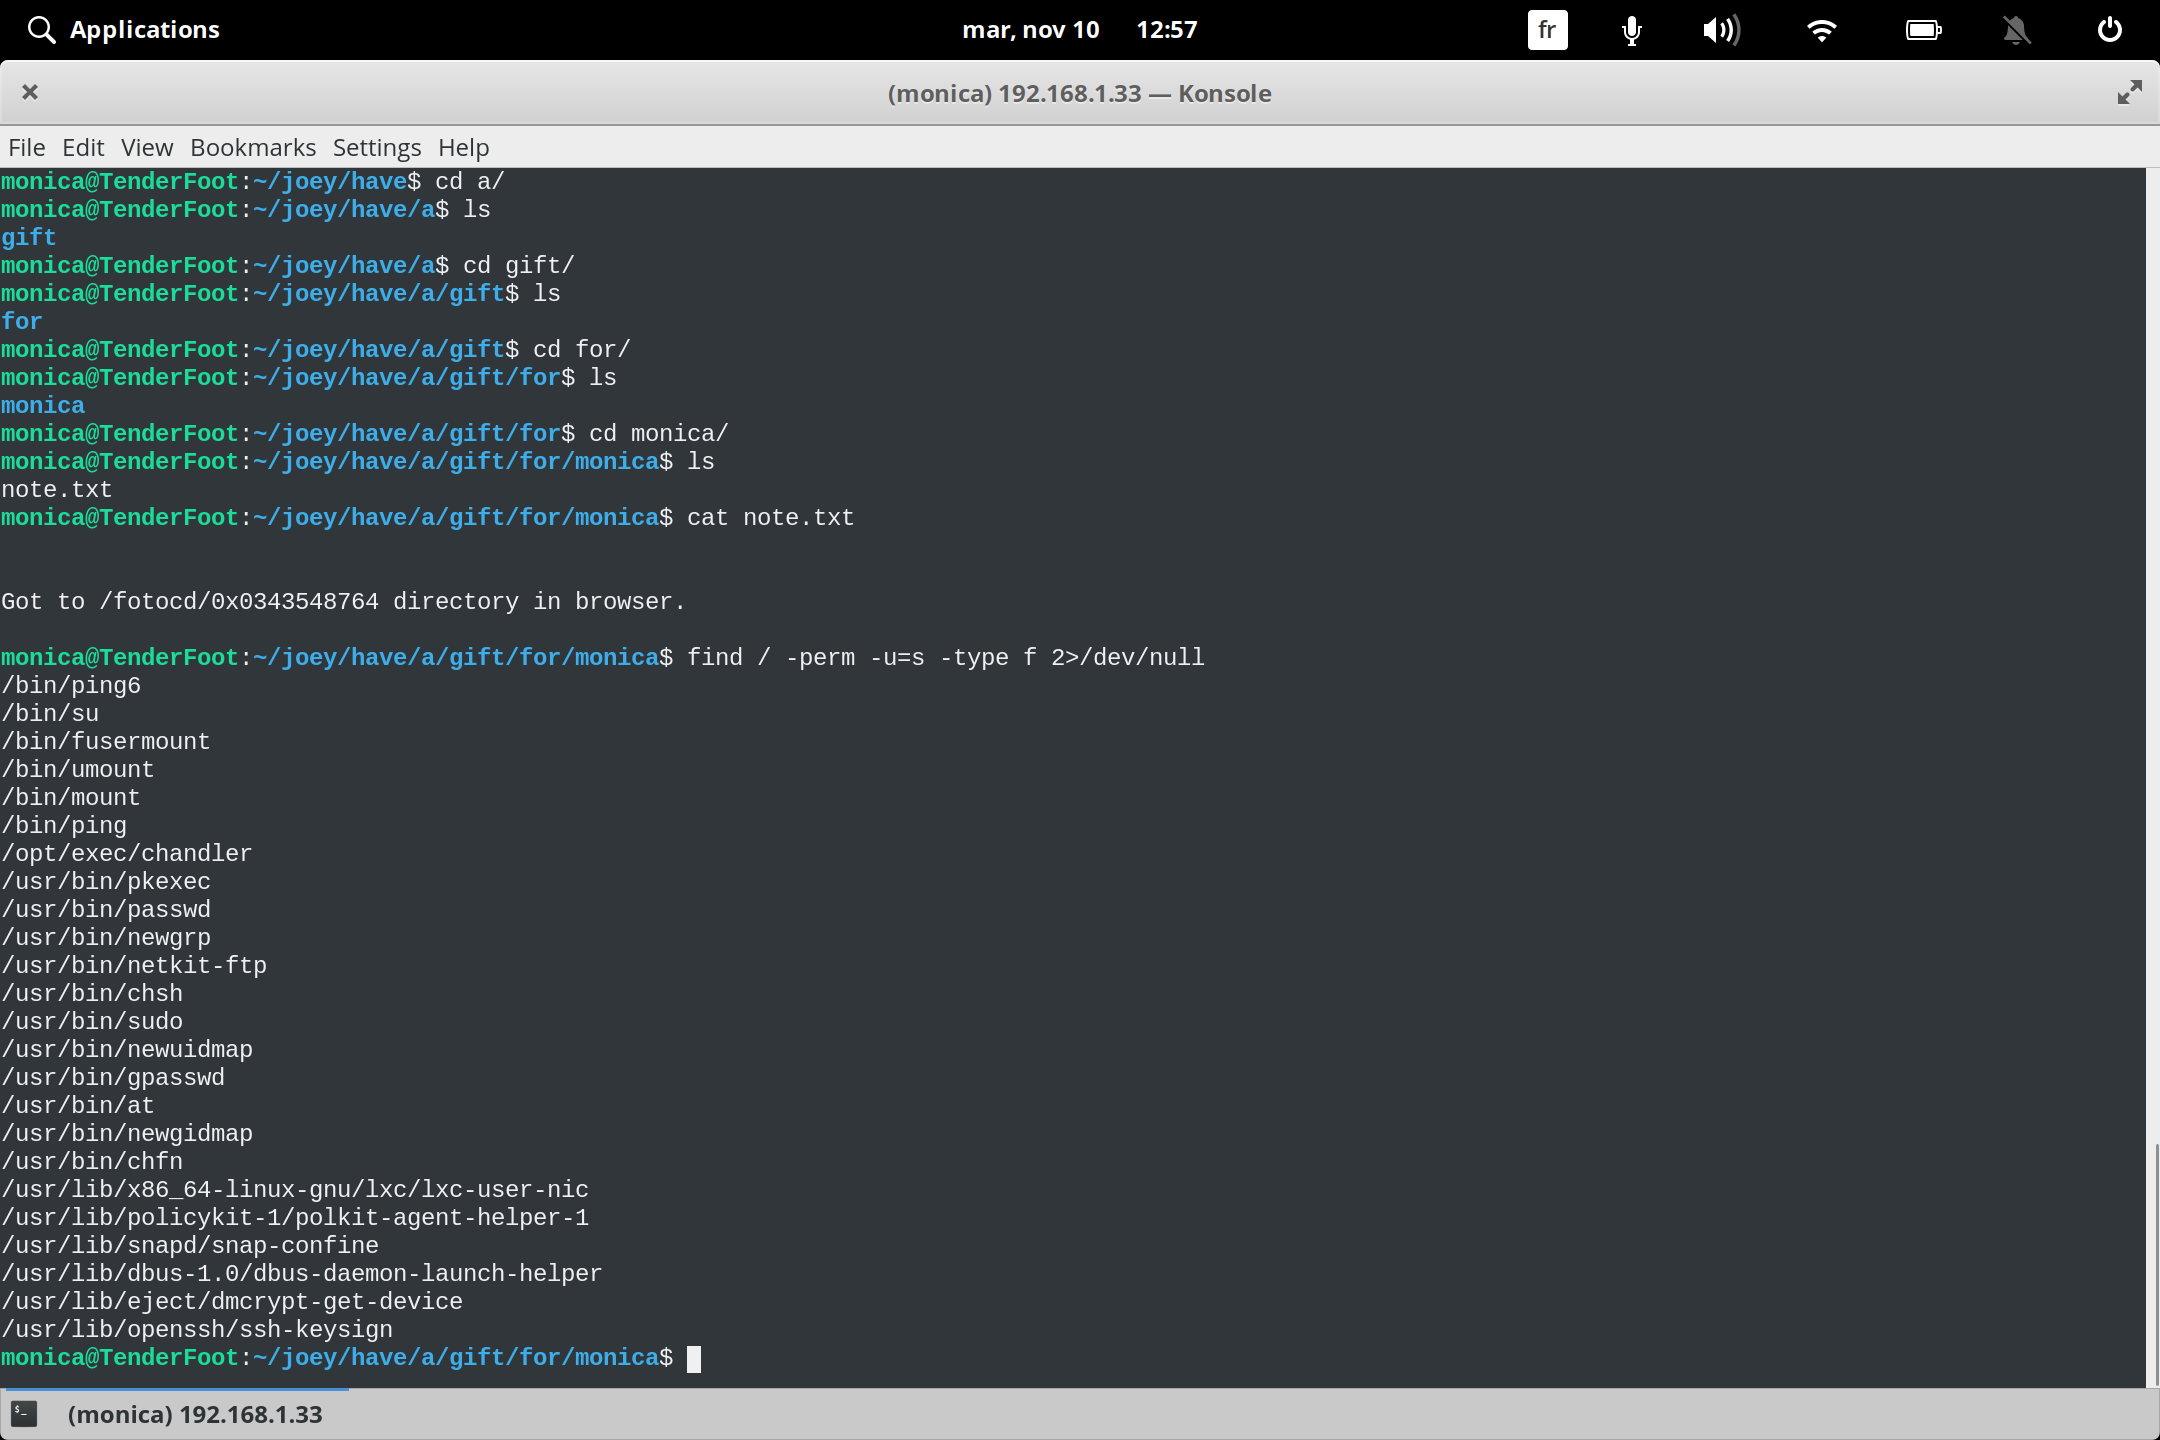 Applications mar, nov 10 12:57 fr
(monica) 192.168.1.33 — Konsole
File Edit View Bookmarks Settings Help
monica@TenderFoot:~/joey/have$ cd a/
monica@TenderFoot:~/joey/have/a$ ls
gift
monica@TenderFoot:~/joey/have/a$ cd gift/
monica@TenderFoot:~/joey/have/a/gift$ ls
for
monica@TenderFoot:~/joey/have/a/gift$ cd for/
monica@TenderFoot:~/joey/have/a/gift/for$ ls
monica
monica@TenderFoot:~/joey/have/a/gift/for$ cd monica/
monica@TenderFoot:~/joey/have/a/gift/for/monica$ ls
note.txt
monica@TenderFoot:~/joey/have/a/gift/for/monica$ cat note.txt
Got to /fotocd/0x0343548764 directory in browser.
monica@TenderFoot:~/joey/have/a/gift/for/monica$ find / -perm -u=s -type f 2>/dev/null
/bin/ping6
/bin/su
/bin/fusermount
/bin/umount
/bin/mount
/bin/ping
/opt/exec/chandler
/usr/bin/pkexec
/usr/bin/passwd
/usr/bin/newgrp
/usr/bin/netkit-ftp
/usr/bin/chsh
/usr/bin/sudo
/usr/bin/newuidmap
/usr/bin/gpasswd
/usr/bin/at
/usr/bin/newgidmap
/usr/bin/chfn
/usr/lib/x86_64-linux-gnu/lxc/lxc-user-nic
/usr/lib/policykit-1/polkit-agent-helper-1
/usr/lib/snapd/snap-confine
/usr/lib/dbus-1.0/dbus-daemon-launch-helper
/usr/lib/eject/dmcrypt-get-device
/usr/lib/openssh/ssh-keysign
monica@TenderFoot:~/joey/have/a/gift/for/monica$
(monica) 192.168.1.33